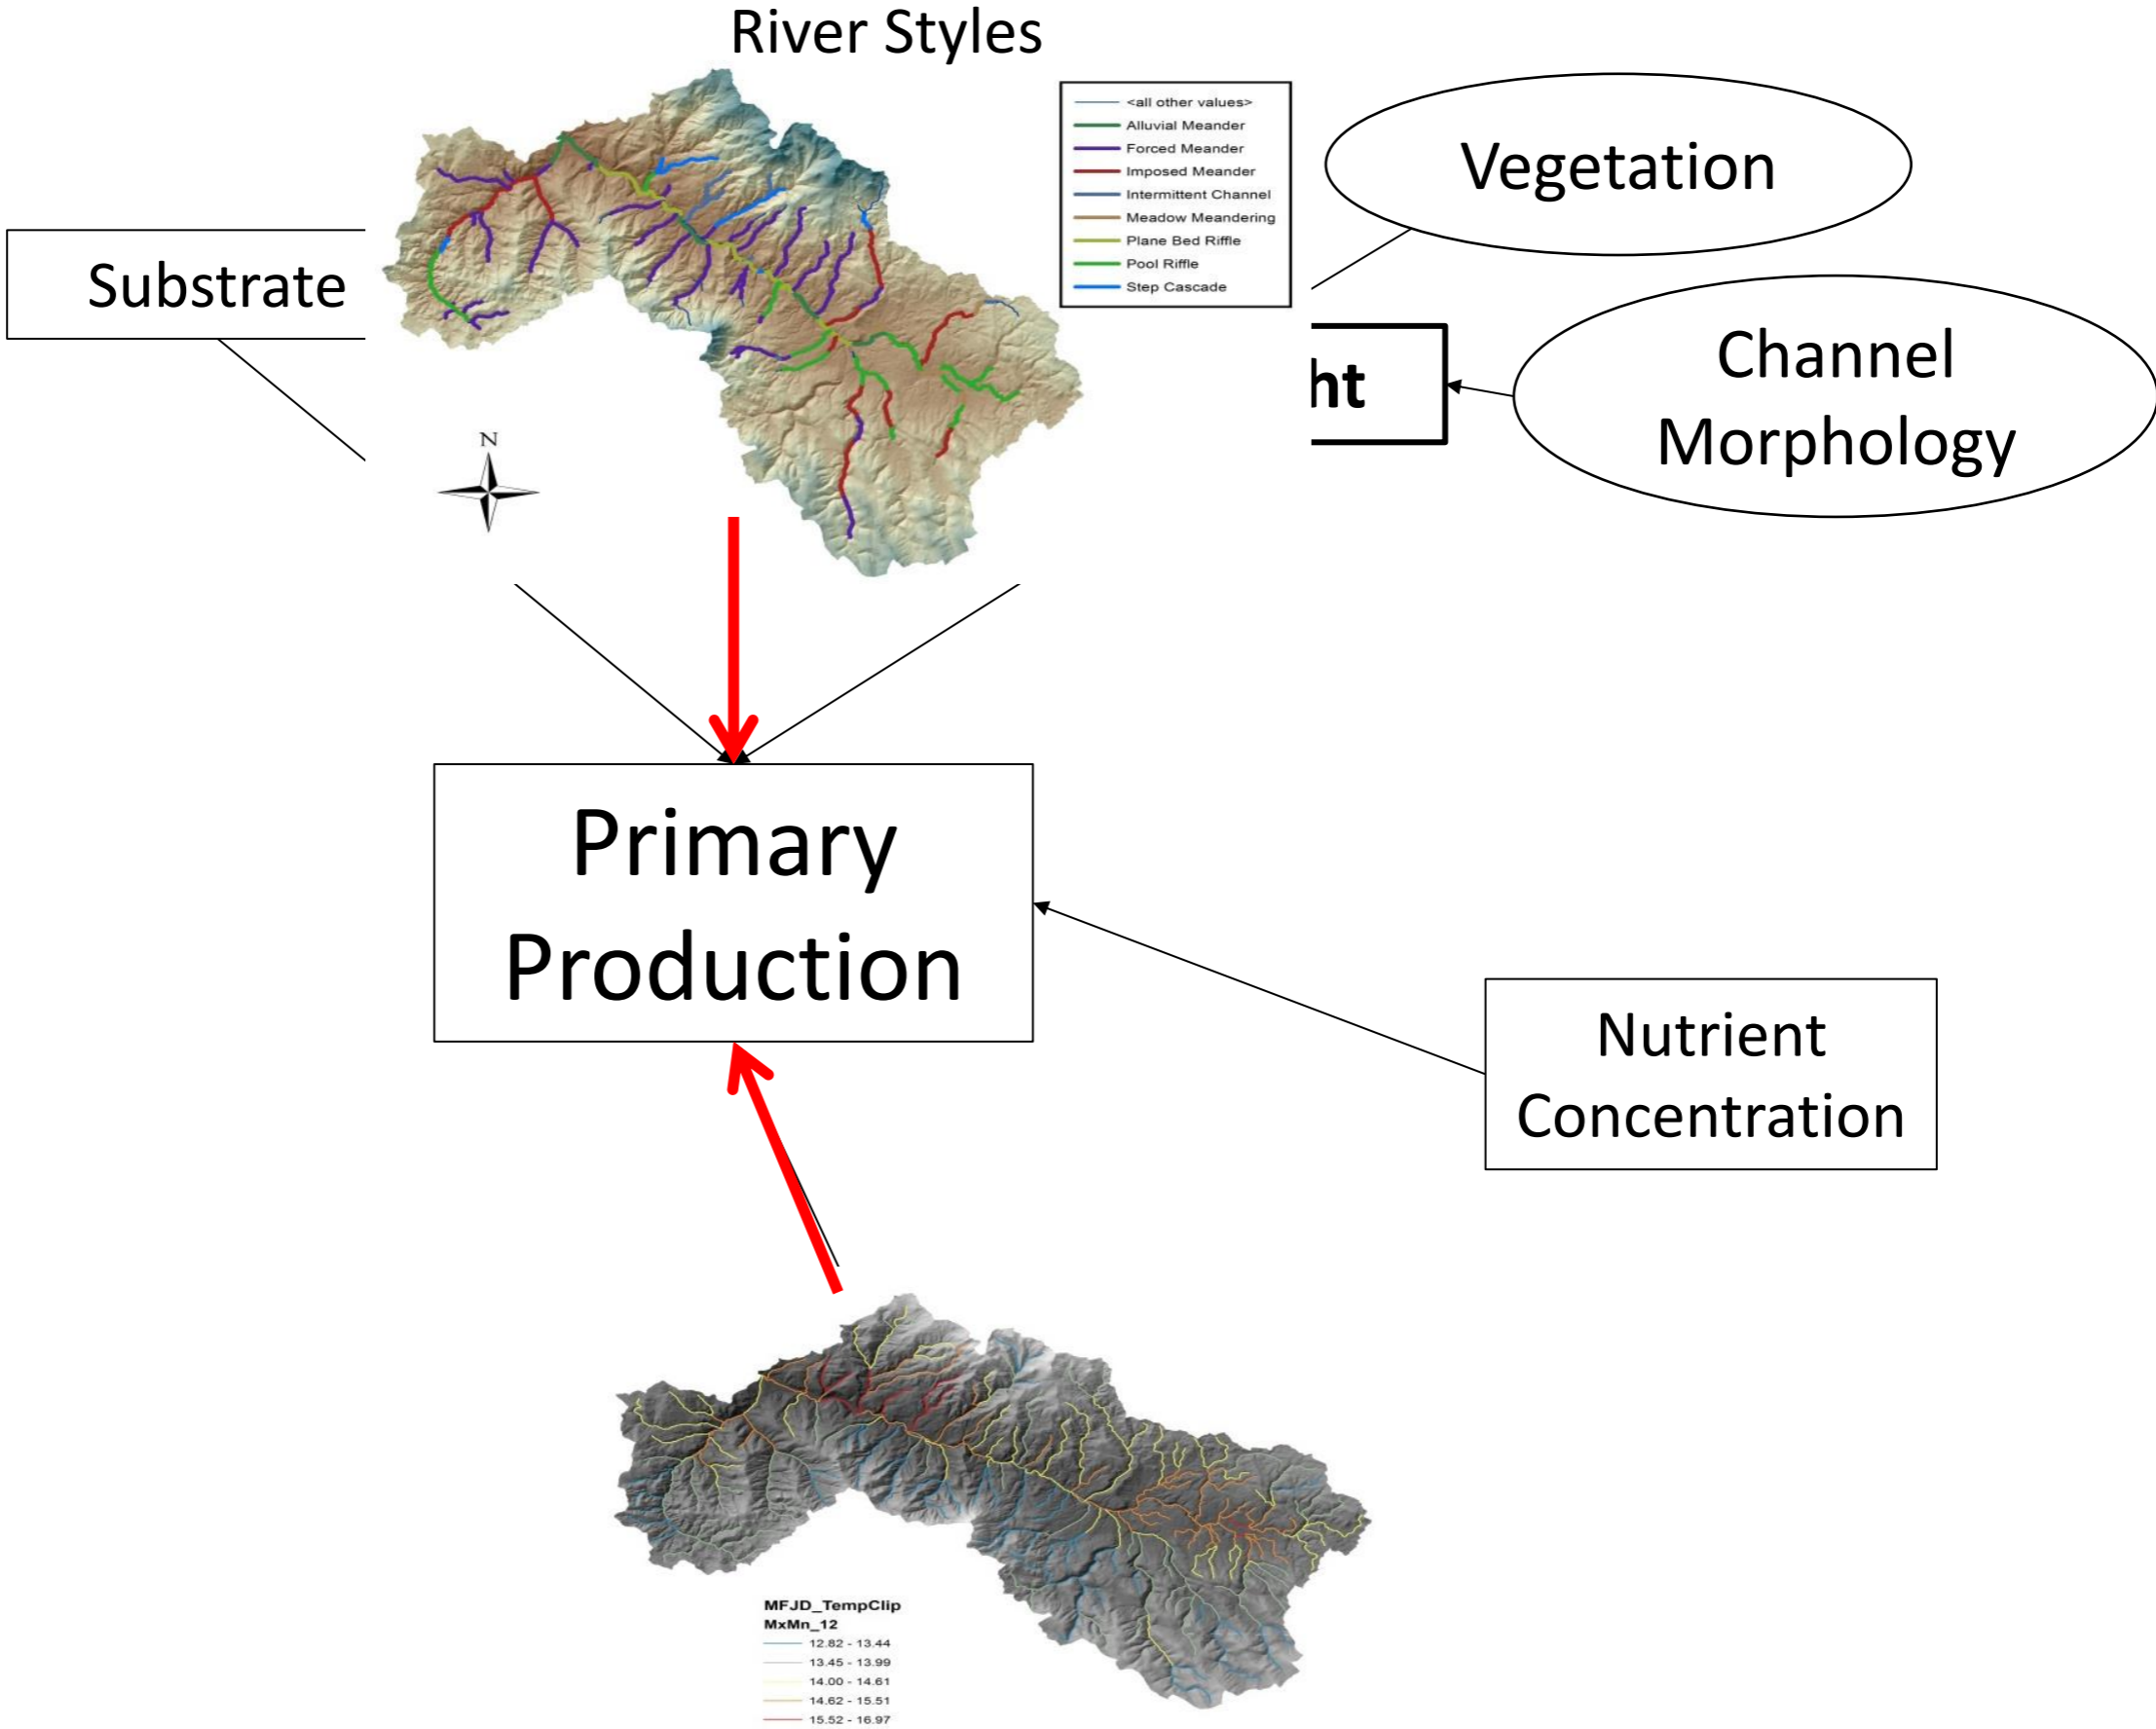 River Styles
<all other values>
Alluvial Meander
Forced Meander
Imposed Meander
Intermittent Channel
Meadow Meandering
Plane Bed Riffle
Pool Riffle
Step Cascade
Vegetation
Substrate
ht
Channel
Morphology
N
Primary
Production
Nutrient
Concentration
MFJD_TempClip
MxMn_12
12.82 - 13.44
13.45 - 13.99
14.00 - 14.61
14.62 - 15.51
15.52 - 16.97